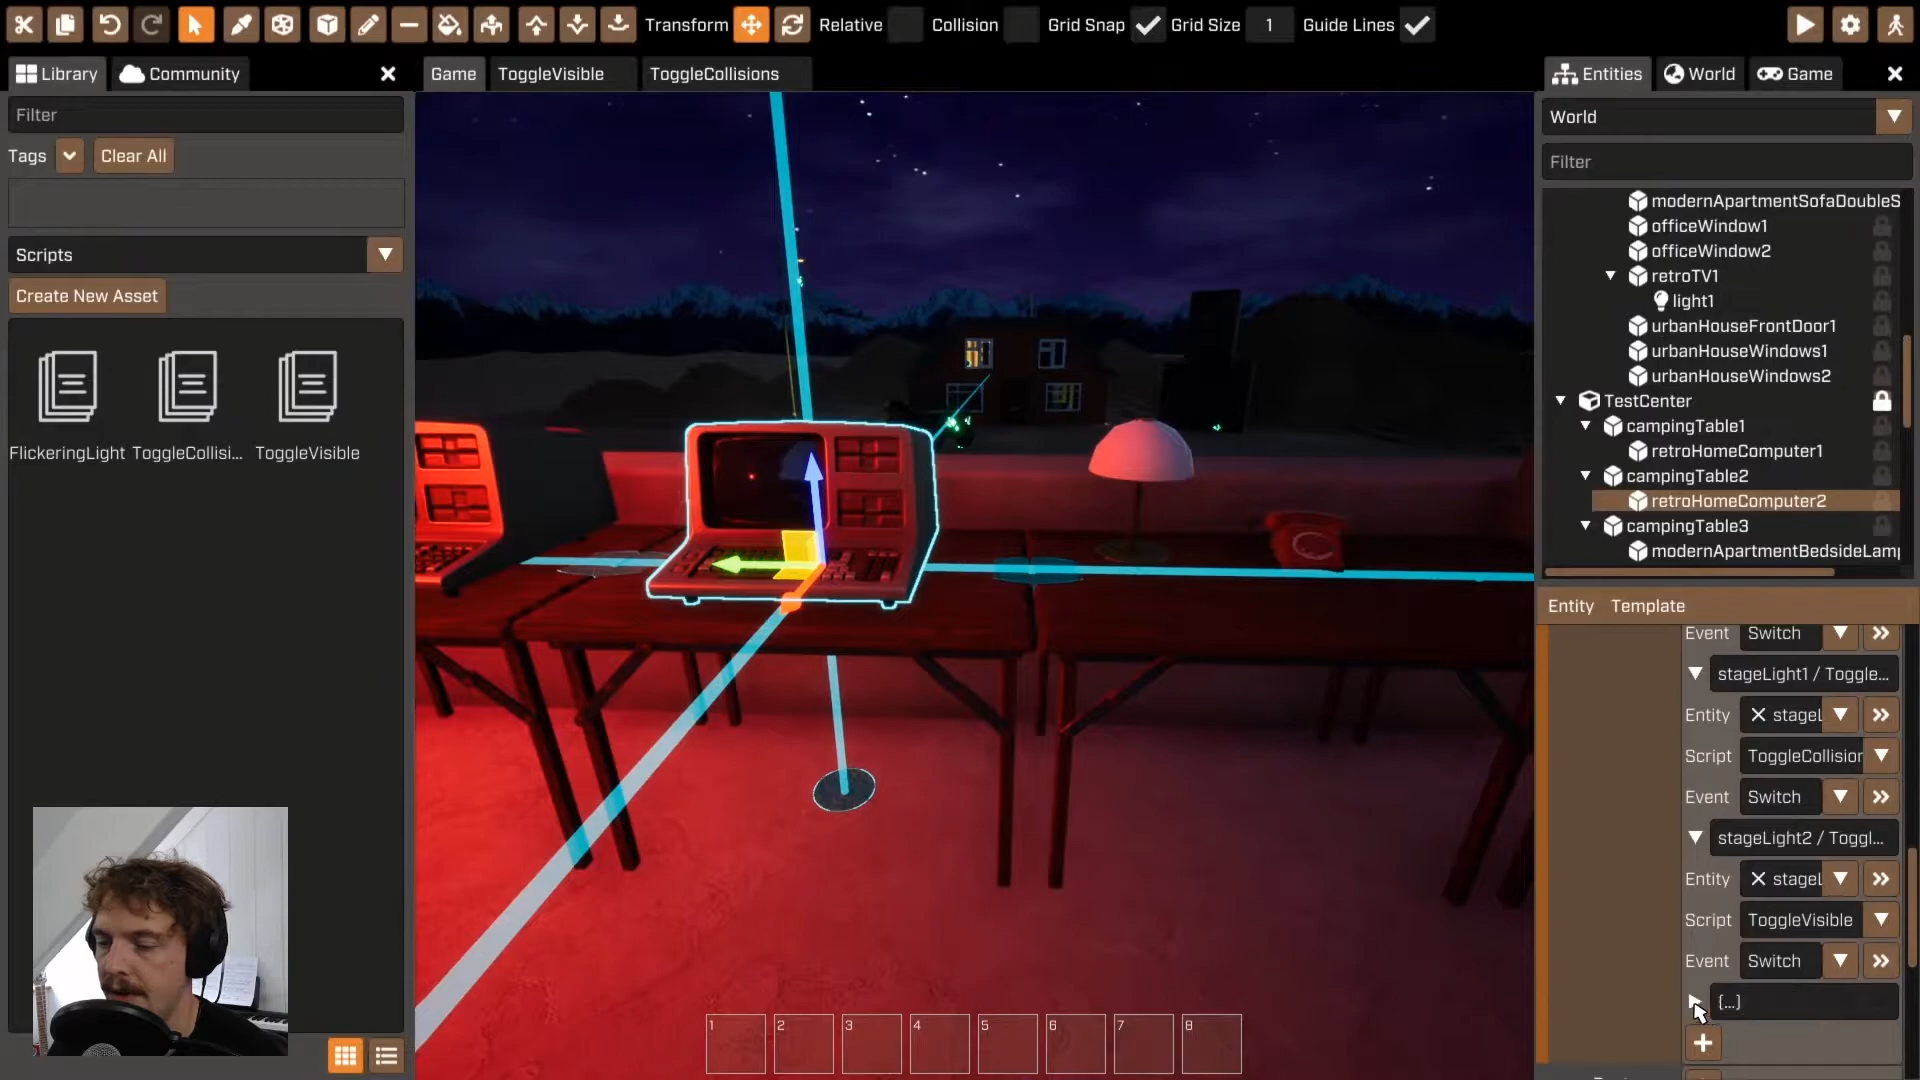 Transform Relative Collision Grid Snap Grid Size 1 Guide Lines
Library Community
Game ToggleVisible ToggleCollisions
Entities World Game
Filter
Tags Clear All
Scripts
Create New Asset
FlickeringLight ToggleCollisi... ToggleVisible
1 2 3 4 5 6 7 8
World
Filter
modernApartmentSofaDoubleS
officeWindow1
officeWindow2
retroTV1
light1
urbanHouseFrontDoor1
urbanHouseWindows1
urbanHouseWindows2
TestCenter
campingTable1
retroHomeComputer1
campingTable2
retroHomeComputer2
campingTable3
modernApartmentBedsideLamp
Entity Template
Event Switch
stageLight1 / Toggle...
Entity stageL
Script ToggleCollision
Event Switch
stageLight2 / Toggl...
Entity stageL
Script ToggleVisible
Event Switch
{...}